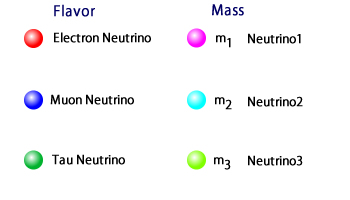 Flavor Mass
Electron Neutrino m1 Neutrino1
Muon Neutrino m2 Neutrino2
Tau Neutrino m3 Neutrino3